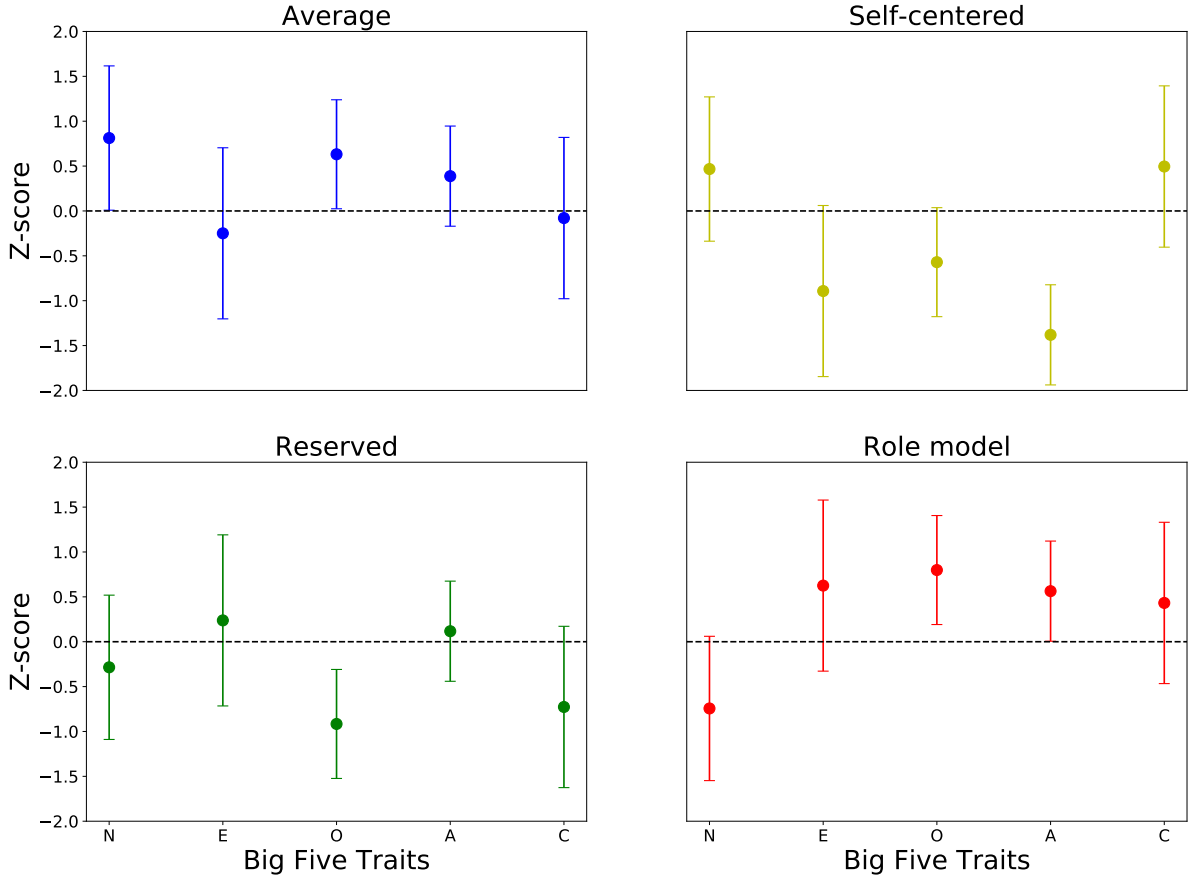 Average
Self-centered
2.0
1.5
1.0
0.5
0.0
−0.5
−1.0
−1.5
−2.0
Z-score
Reserved
Role model
2.0
1.5
1.0
0.5
0.0
−0.5
−1.0
−1.5
−2.0
Z-score
N E O A C
N E O A C
Big Five Traits
Big Five Traits